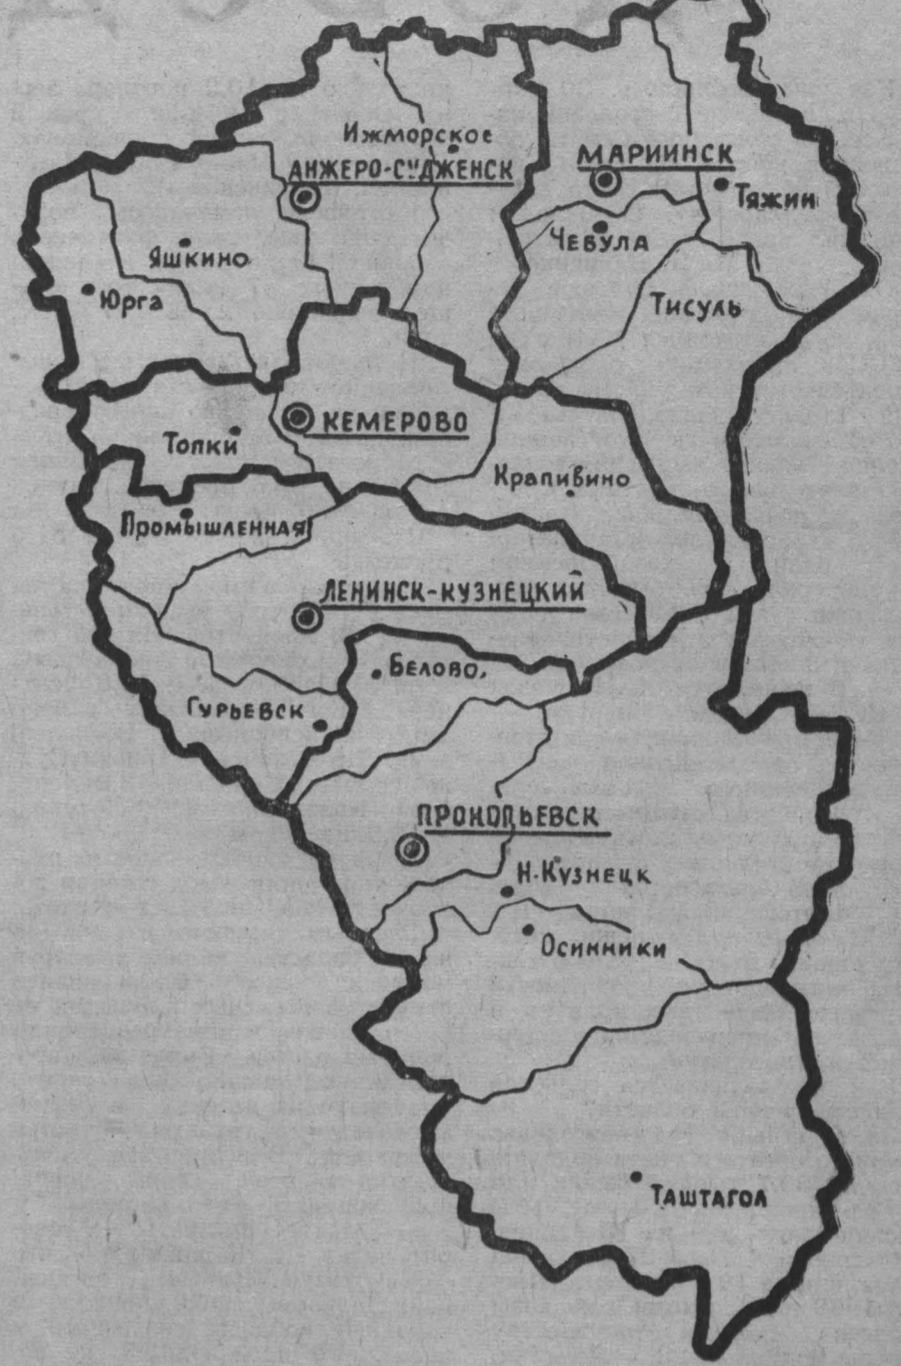 Ижморское
АНЖЕРО-СУДЖЕНСК
МАРИИНСК
Тяжин
ЧЕБУЛА
Яшкино
Юрга
Тисуль
КЕМЕРОВО
Топки
Крапивино
Промышленная
ЛЕНИНСК-КУЗНЕЦКИЙ
БЕЛОВО
ГУРЬЕВСК
ПРОКОПЬЕВСК
Н-КУЗНЕЦК
Осинники
ТАШТАГОЛ